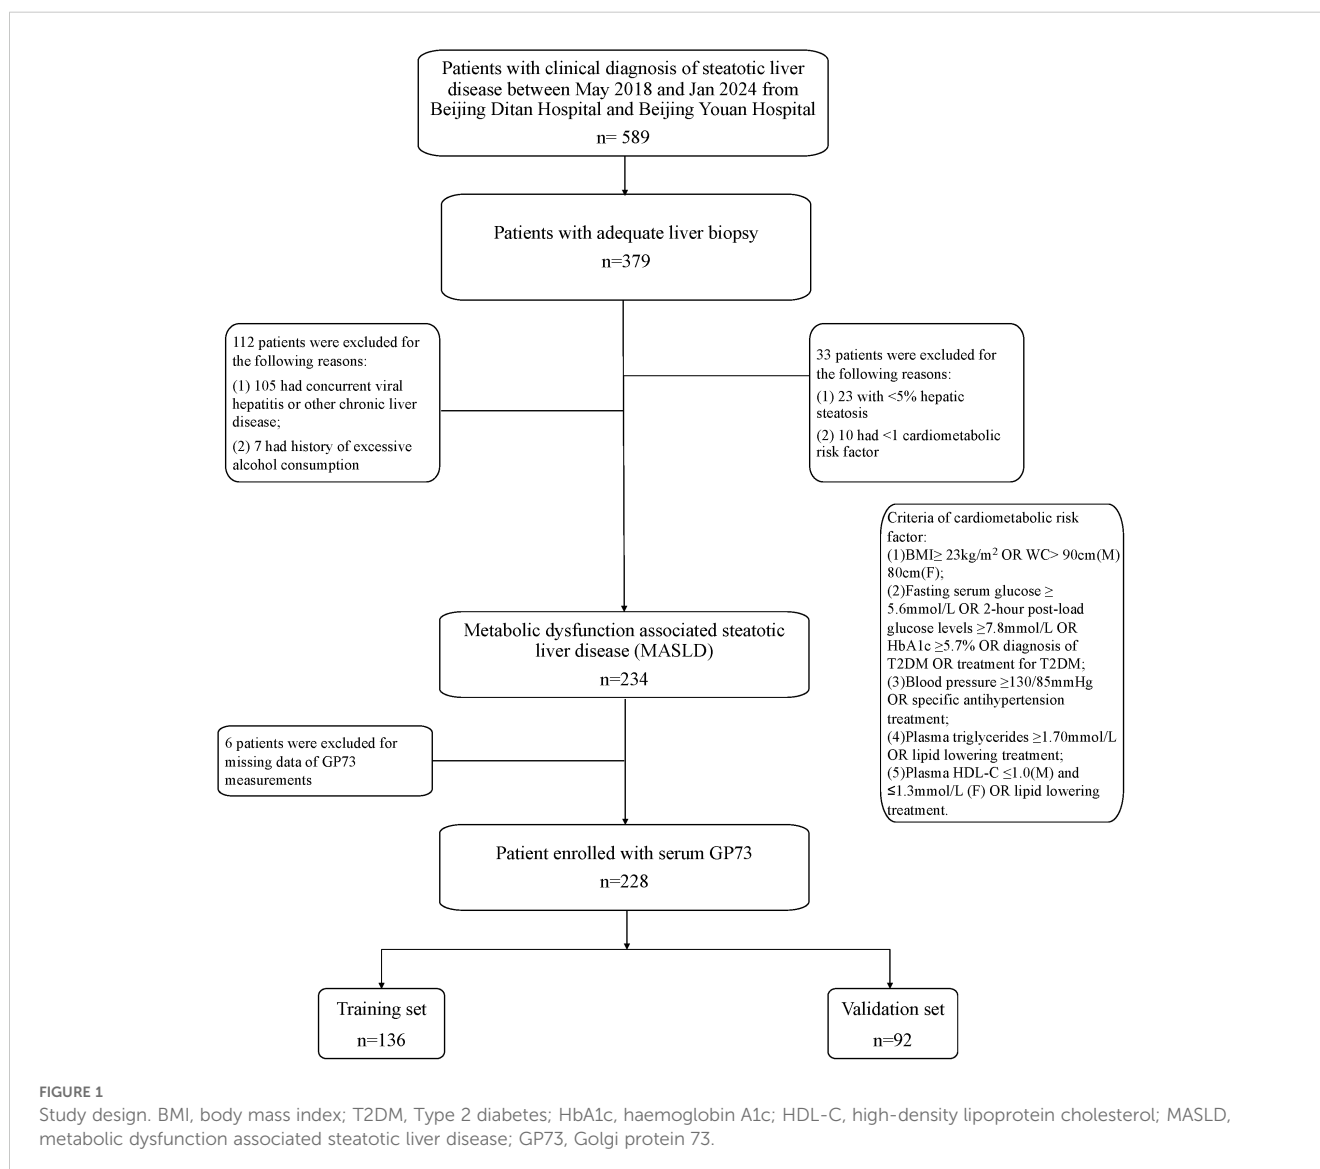 Patients with clinical diagnosis of steatotic liver
disease between May 2018 and Jan 2024 from
Beijing Ditan Hospital and Beijing Youan Hospital
n= 589
Patients with adequate liver biopsy
n=379
112 patients were excluded for
the following reasons:
(1) 105 had concurrent viral
hepatitis or other chronic liver
disease;
(2) 7 had history of excessive
alcohol consumption
33 patients were excluded for
the following reasons:
(1) 23 with <5% hepatic
steatosis
(2) 10 had <1 cardiometabolic
risk factor
Criteria of cardiometabolic risk
factor:
(1)BMI≥ 23kg/m² OR WC> 90cm(M)
80cm(F);
(2)Fasting serum glucose ≥
5.6mmol/L OR 2-hour post-load
glucose levels ≥7.8mmol/L OR
HbA1c ≥5.7% OR diagnosis of
T2DM OR treatment for T2DM;
(3)Blood pressure ≥130/85mmHg
OR specific antihypertension
treatment;
(4)Plasma triglycerides ≥1.70mmol/L
OR lipid lowering treatment;
(5)Plasma HDL-C ≤1.0(M) and
≤1.3mmol/L (F) OR lipid lowering
treatment.
Metabolic dysfunction associated steatotic
liver disease (MASLD)
n=234
6 patients were excluded for
missing data of GP73
measurements
Patient enrolled with serum GP73
n=228
Training set
n=136
Validation set
n=92
FIGURE 1
Study design. BMI, body mass index; T2DM, Type 2 diabetes; HbA1c, haemoglobin A1c; HDL-C, high-density lipoprotein cholesterol; MASLD,
metabolic dysfunction associated steatotic liver disease; GP73, Golgi protein 73.